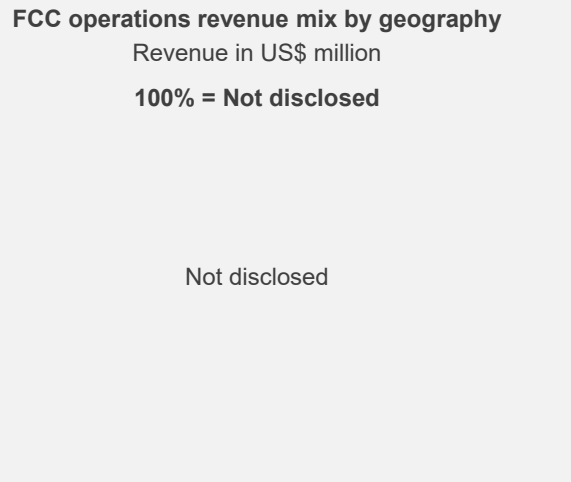 FCC operations revenue mix by geography
Revenue in US$ million
100% = Not disclosed
Not disclosed